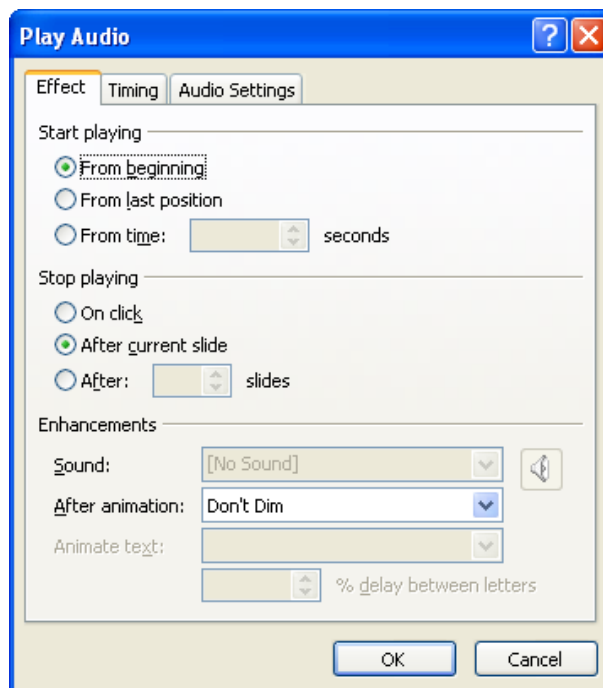 Play Audio
Effect Timing Audio Settings
Start playing
From beginning
From last position
From time: seconds
Stop playing
On click
After current slide
After: slides
Enhancements
Sound: [No Sound]
After animation: Don't Dim
Animate text:
% delay between letters
OK Cancel